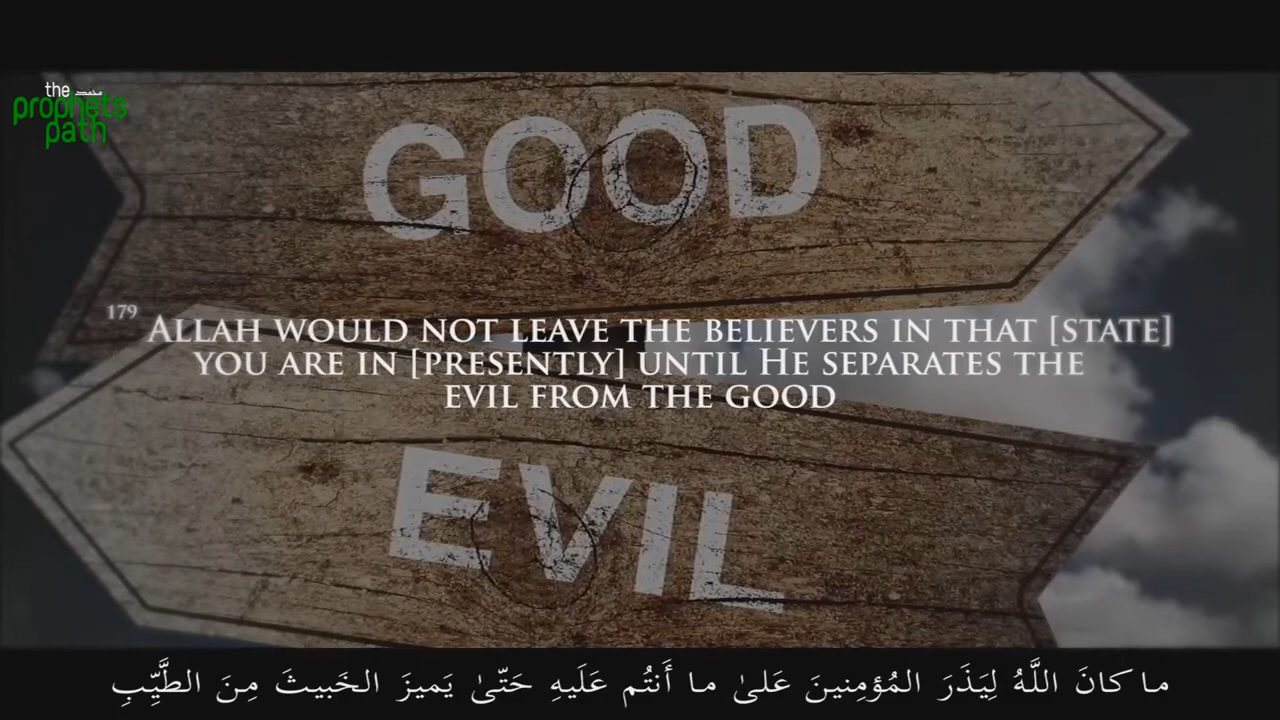 the
prophets
path
GOOD
179 ALLAH WOULD NOT LEAVE THE BELIEVERS IN THAT [STATE]
YOU ARE IN [PRESENTLY] UNTIL HE SEPARATES THE
EVIL FROM THE GOOD
EVIL
ما كانَ اللَّهُ لِيَذَرَ المُؤمِنينَ عَلىٰ ما أَنتُم عَلَيهِ حَتّىٰ يَميزَ الخَبيثَ مِنَ الطَّيِّبِ